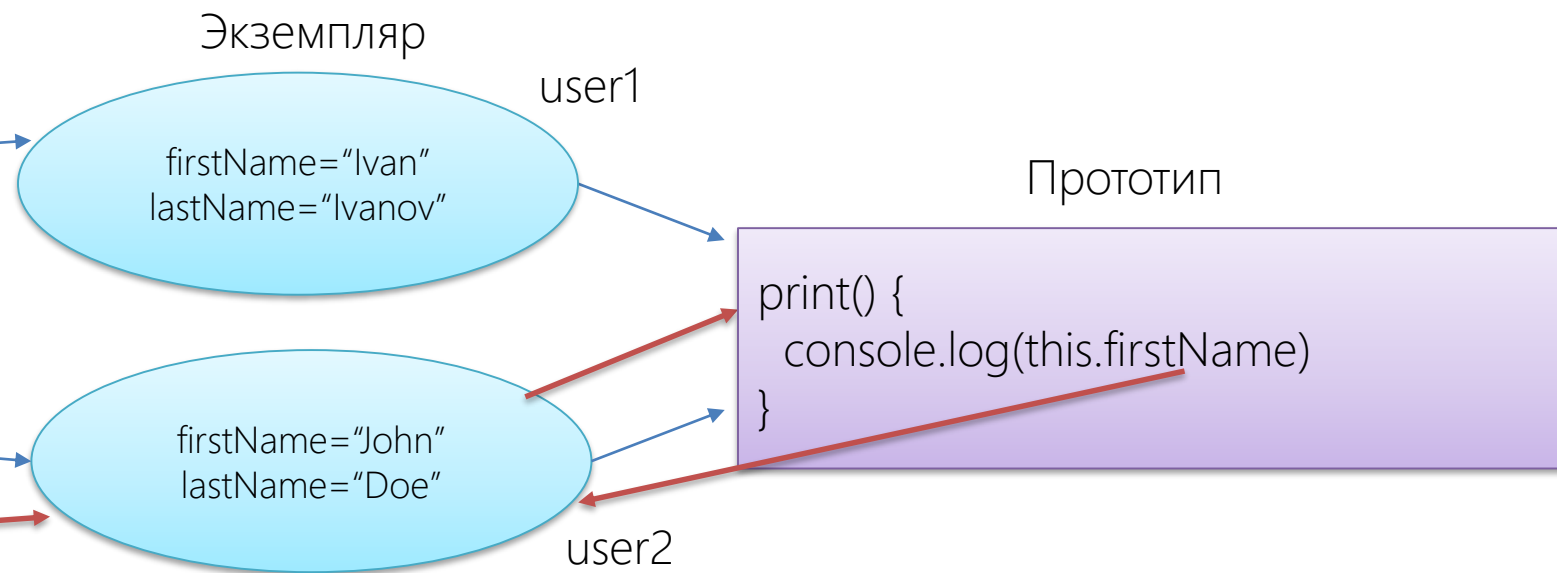 Экземпляр
user1
firstName=“Ivan”
lastName=“Ivanov”
Прототип
print() {
console.log(this.firstName)
}
firstName=“John”
lastName=“Doe”
user2